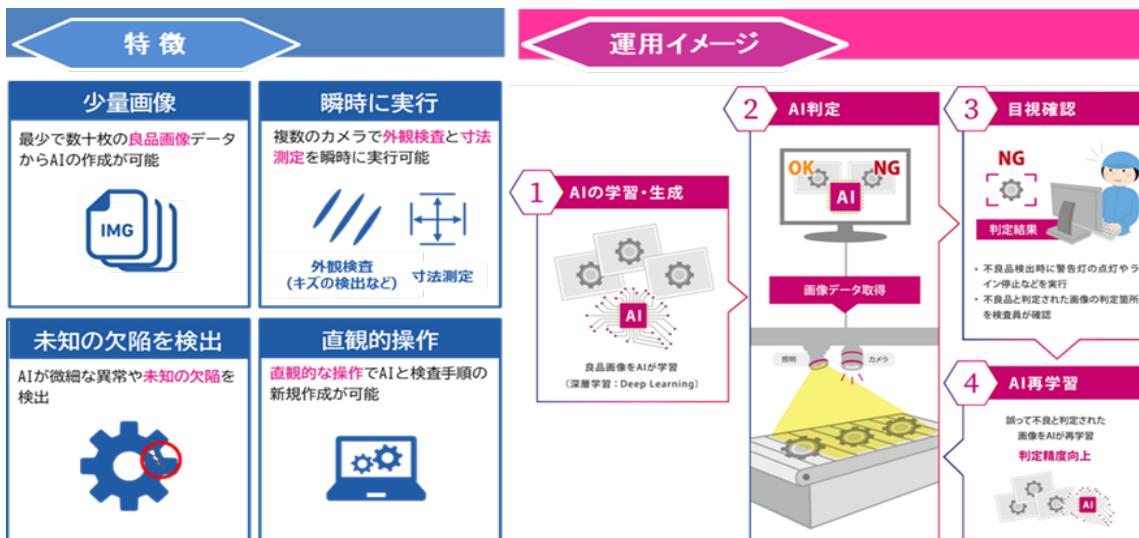 特 徴
少量画像
最少で数十枚の良品画像データ
からAIの作成が可能
IMG
瞬時に実行
複数のカメラで外観検査と寸法
測定を瞬時に実行可能
外観検査
(キズの検出など)
寸法測定
未知の欠陥を検出
AIが微細な異常や未知の欠陥を
検出
直観的操作
直観的な操作でAIと検査手順の
新規作成が可能
運用イメージ
1
AIの学習・生成
AI
良品画像をAIが学習
(深層学習:Deep Learning)
2
AI判定
OK
NG
AI
画像データ取得
照明
カメラ
3
目視確認
NG
判定結果
• 不良品検出時に警告灯の点灯やラ
イン停止などを実行
• 不良品と判定された画像の判定箇所
を検査員が確認
4
AI再学習
誤って不良と判定された
画像をAIが再学習
判定精度向上
AI